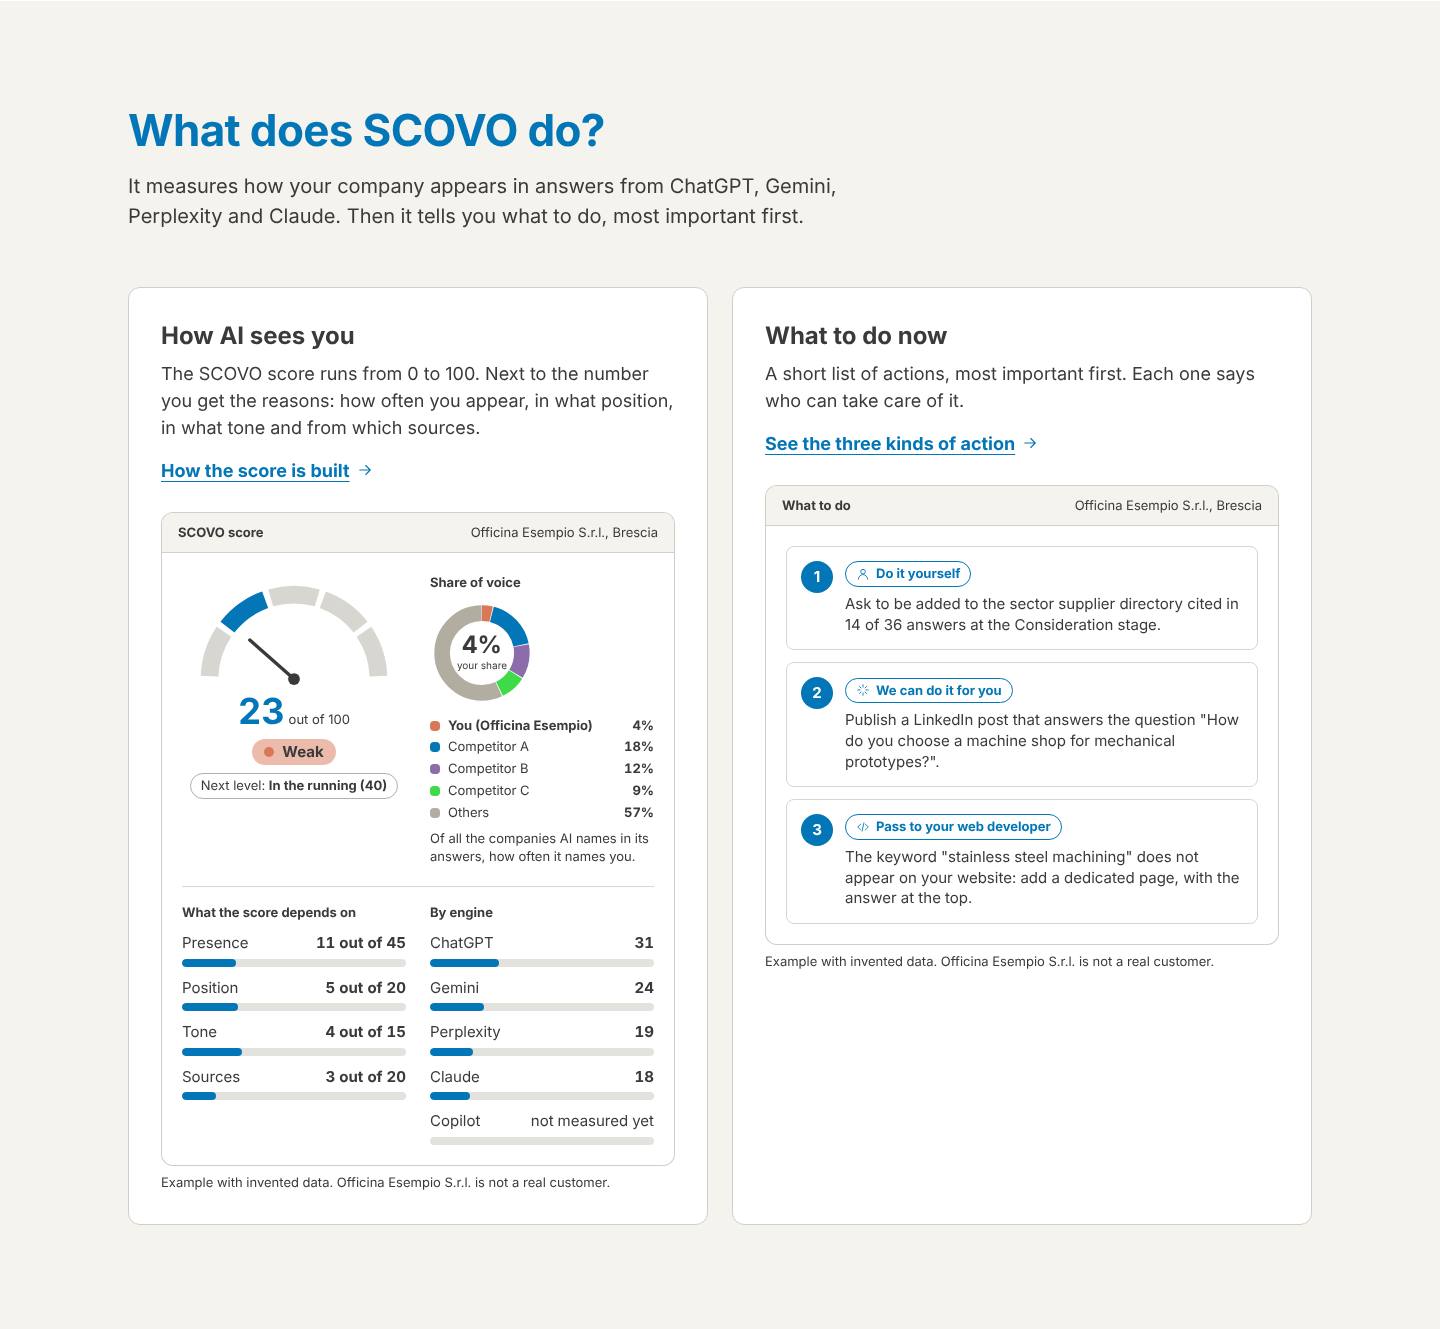 What does SCOVO do?
It measures how your company appears in answers from ChatGPT, Gemini,
Perplexity and Claude. Then it tells you what to do, most important first.
How AI sees you
The SCOVO score runs from 0 to 100. Next to the number
you get the reasons: how often you appear, in what position,
in what tone and from which sources.
How the score is built →
SCOVO score
Officina Esempio S.r.l., Brescia
23 out of 100
Weak
Next level: In the running (40)
Share of voice
4%
your share
You (Officina Esempio) 4%
Competitor A 18%
Competitor B 12%
Competitor C 9%
Others 57%
Of all the companies AI names in its
answers, how often it names you.
What the score depends on
Presence 11 out of 45
Position 5 out of 20
Tone 4 out of 15
Sources 3 out of 20
By engine
ChatGPT 31
Gemini 24
Perplexity 19
Claude 18
Copilot not measured yet
Example with invented data. Officina Esempio S.r.l. is not a real customer.
What to do now
A short list of actions, most important first. Each one says
who can take care of it.
See the three kinds of action →
What to do
Officina Esempio S.r.l., Brescia
1
Do it yourself
Ask to be added to the sector supplier directory cited in
14 of 36 answers at the Consideration stage.
2
We can do it for you
Publish a LinkedIn post that answers the question "How
do you choose a machine shop for mechanical
prototypes?".
3
Pass to your web developer
The keyword "stainless steel machining" does not
appear on your website: add a dedicated page, with the
answer at the top.
Example with invented data. Officina Esempio S.r.l. is not a real customer.